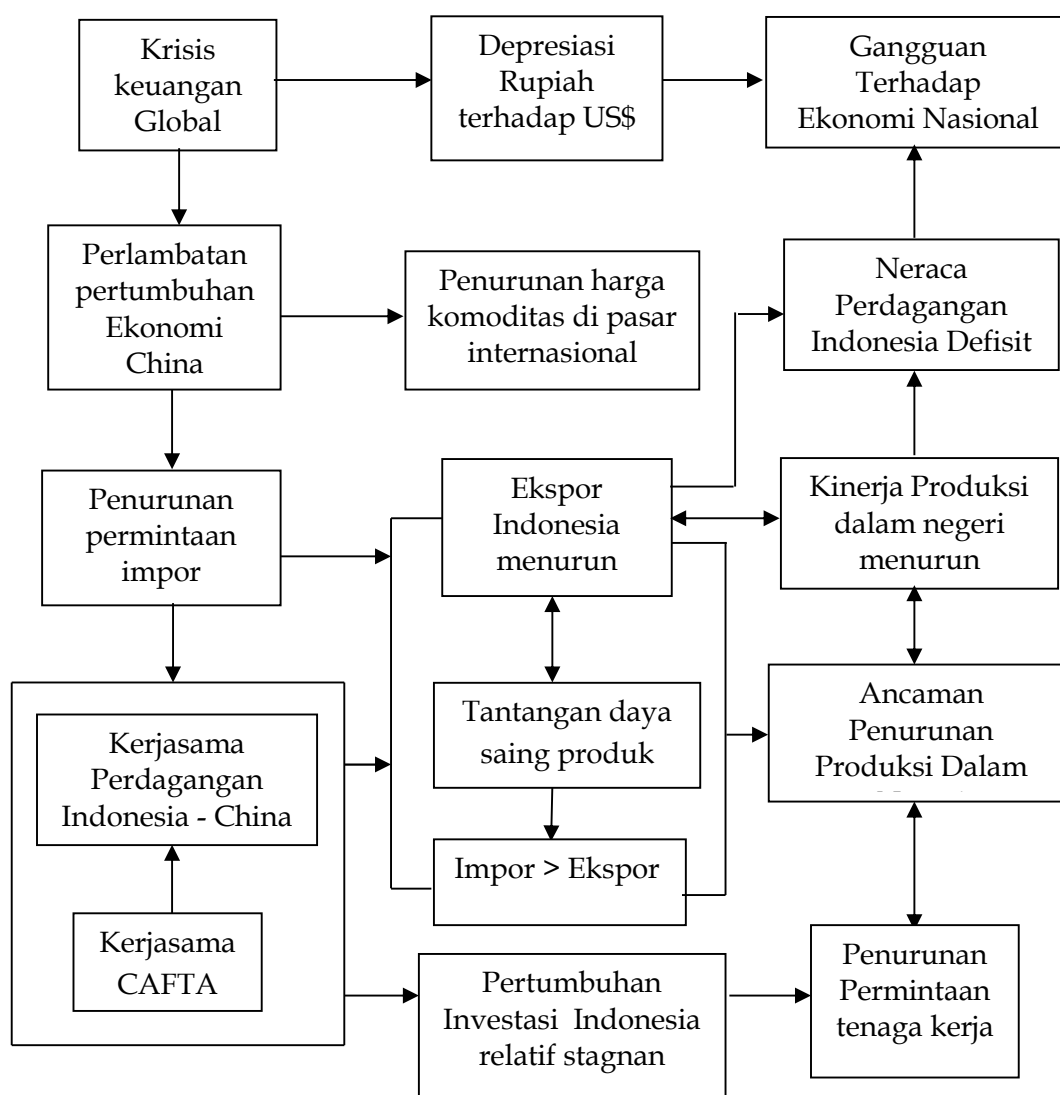 Krisis
keuangan
Global
Depresiasi
Rupiah
terhadap US$
Gangguan
Terhadap
Ekonomi Nasional
Perlambatan
pertumbuhan
Ekonomi
China
Penurunan harga
komoditas di pasar
internasional
Neraca
Perdagangan
Indonesia Defisit
Penurunan
permintaan
impor
Ekspor
Indonesia
menurun
Kinerja Produksi
dalam negeri
menurun
Kerjasama
Perdagangan
Indonesia - China
Tantangan daya
saing produk
Ancaman
Penurunan
Produksi Dalam
Impor > Ekspor
Kerjasama
CAFTA
Pertumbuhan
Investasi Indonesia
relatif stagnan
Penurunan
Permintaan
tenaga kerja